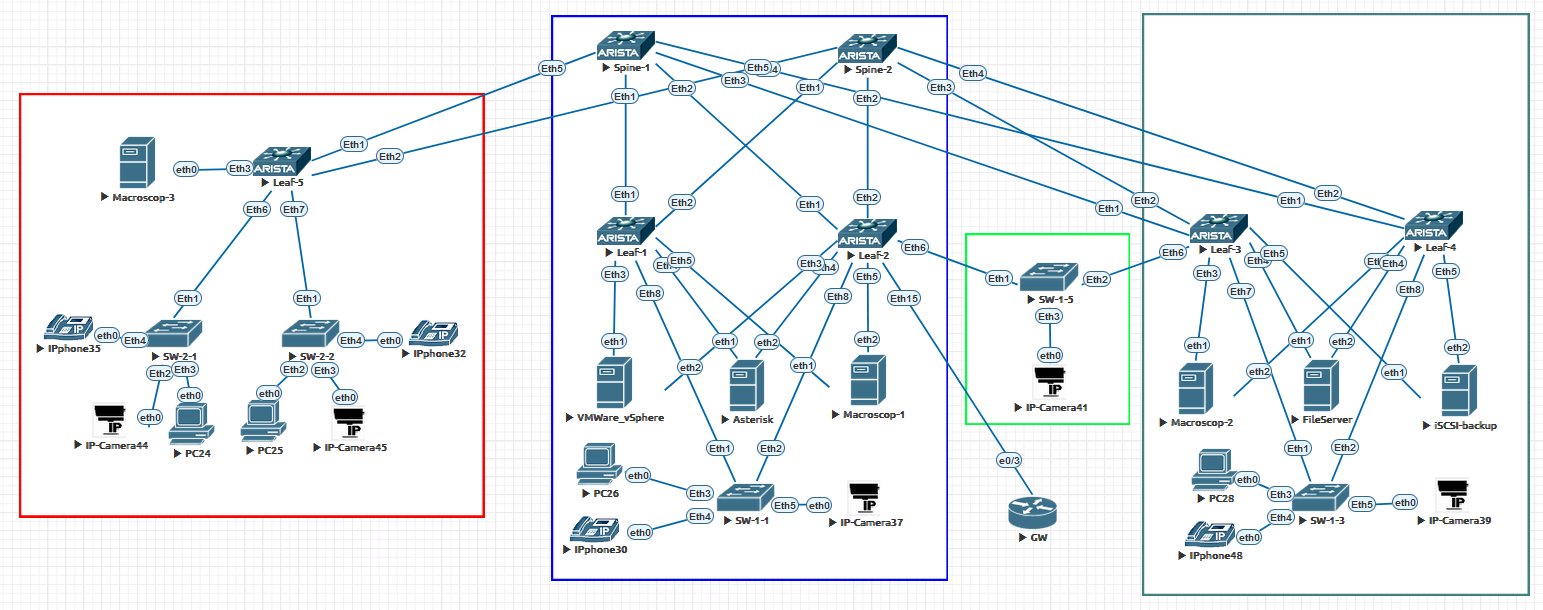 ARISTA
Spine-1
ARISTA
Spine-2
Eth5
Eth5
4
Eth3
Eth4
Eth1
Eth2
Eth1
Eth2
Eth3
Eth1
Eth2
eth0
Eth3
ARISTA
Leaf-5
Macroscop-3
Eth6
Eth7
Eth1
Eth2
Eth1
Eth2
Eth1
Eth2
Eth1
Eth2
ARISTA
Leaf-1
ARISTA
Leaf-2
ARISTA
Leaf-3
ARISTA
Leaf-4
Eth5
Eth3
Eth8
Eth3
Eth5
Eth8
Eth6
Eth15
Eth1
SW-1-5
Eth2
Eth3
eth0
IP
IP-Camera41
Eth6
Eth3
Eth5
Eth7
Eth4
Eth8
Eth5
Eth1
Eth1
IP
IPphone35
eth0
Eth4
SW-2-1
SW-2-2
Eth4
eth0
IP
IPphone32
Eth2
Eth3
Eth2
Eth3
eth0
eth0
eth0
eth0
IP
IP-Camera44
PC24
PC25
IP
IP-Camera45
eth1
eth1
eth2
eth2
eth2
eth1
VMWare_vSphere
Asterisk
Macroscop-1
eth1
eth1
eth2
eth2
eth2
eth1
Macroscop-2
FileServer
iSCSI-backup
Eth1
Eth2
PC26
eth0
Eth3
SW-1-1
Eth4
Eth5
eth0
IP
IP-Camera37
IP
IPphone30
eth0
e0/3
GW
Eth1
Eth2
PC28
eth0
Eth3
SW-1-3
Eth4
Eth5
eth0
IP
IP-Camera39
IP
IPphone48
eth0